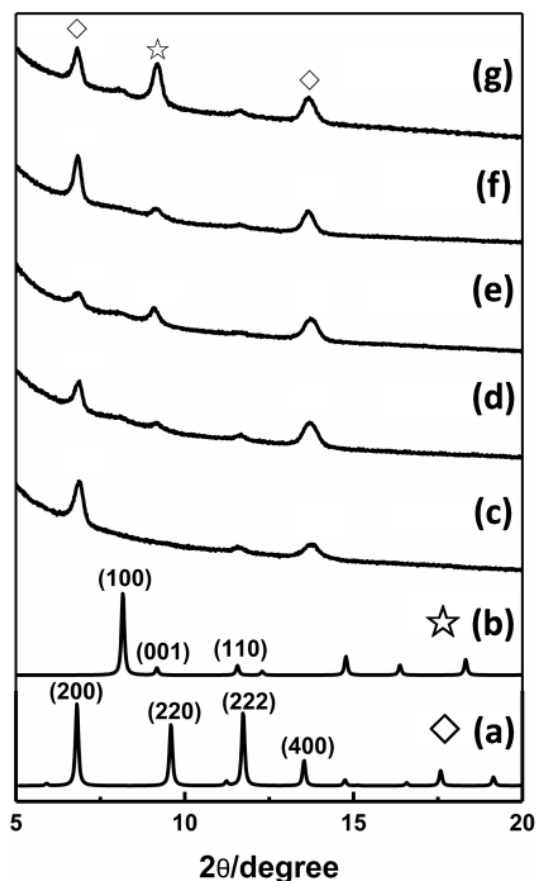 ◇ ☆ ◇ (g)
(f)
(e)
(d)
(c)
(100)
(001) (110) ☆ (b)
(200) (220) (222) (400) ◇ (a)
5 10 15 20
2θ/degree